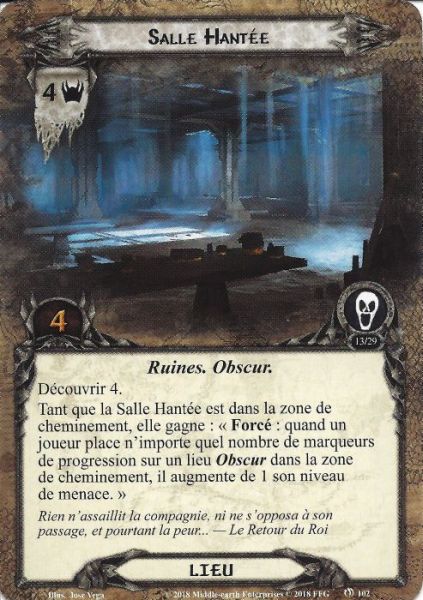 Salle Hantée
4
4
13/29
Ruines. Obscur.
Découvrir 4.
Tant que la Salle Hantée est dans la zone de
cheminement, elle gagne : « Forcé : quand un
joueur place n'importe quel nombre de marqueurs
de progression sur un lieu Obscur dans la zone
de cheminement, il augmente de 1 son niveau
de menace. »
Rien n'assaillit la compagnie, ni ne s'opposa à son
passage, et pourtant la peur... — Le Retour du Roi
LIEU
Illus. Jose Vega © 2018 Middle-earth Enterprises © 2018 FFG 102